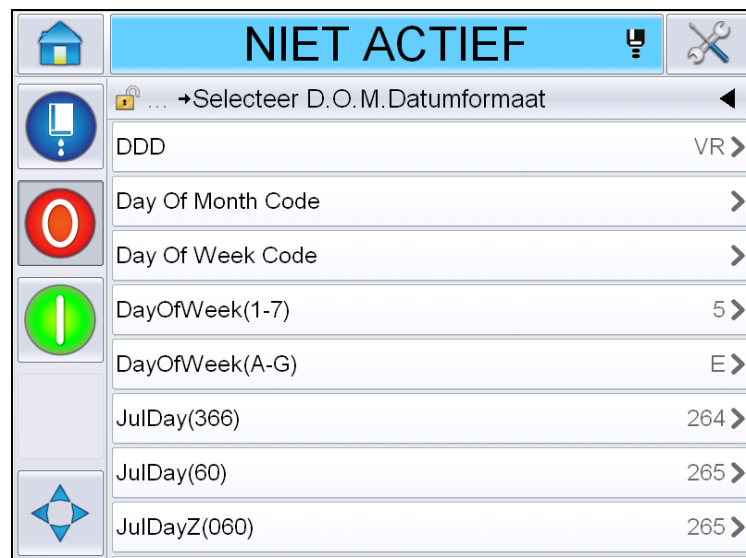 NIET ACTIEF
... →Selecteer D.O.M.Datumformaat
DDD VR
Day Of Month Code
Day Of Week Code
DayOfWeek(1-7) 5
DayOfWeek(A-G) E
JulDay(366) 264
JulDay(60) 265
JulDayZ(060) 265